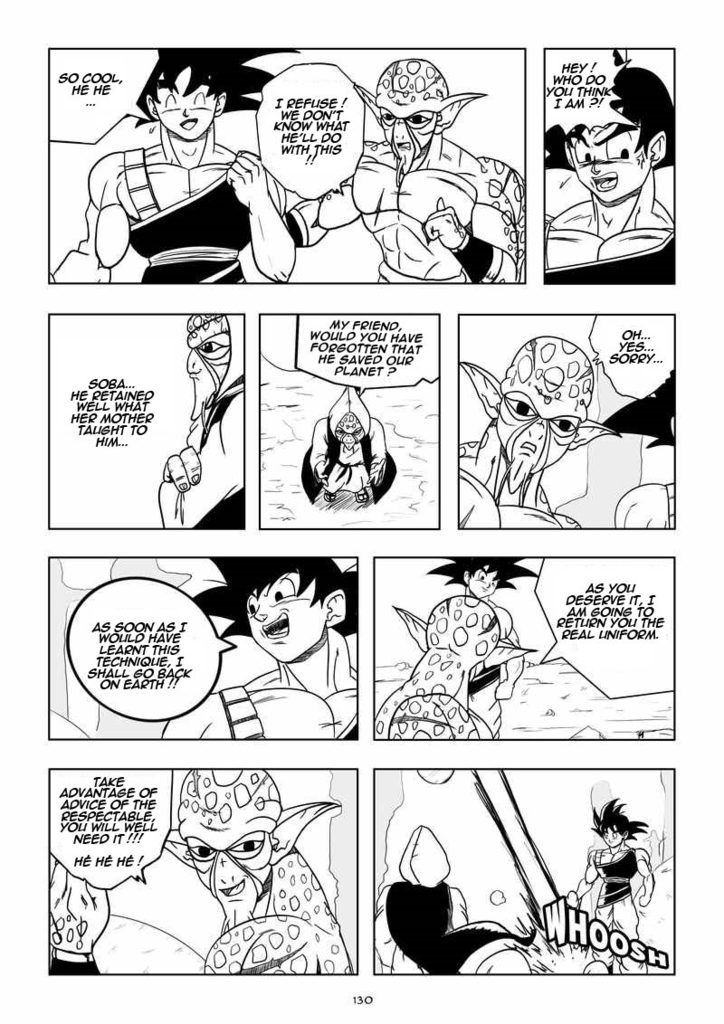 SO COOL,
HE HE
...
I REFUSE !
WE DON'T
KNOW WHAT
HE'LL DO
WITH THIS
!!
HEY !
WHO DO
YOU THINK
I AM ?!
SOBA...
HE RETAINED
WELL WHAT
HER MOTHER
TAUGHT TO
HIM...
MY FRIEND,
WOULD YOU HAVE
FORGOTTEN THAT
HE SAVED OUR
PLANET ?
OH...
YES...
SORRY...
AS SOON AS I
WOULD HAVE
LEARNT THIS
TECHNIQUE, I
SHALL GO BACK
ON EARTH !!
AS YOU
DESERVE IT, I
AM GOING TO
RETURN YOU THE
REAL UNIFORM.
TAKE
ADVANTAGE OF
ADVICE OF THE
RESPECTABLE,
YOU WILL WELL
NEED IT !!!
HÉ HÉ HÉ !
WHOOSH
130